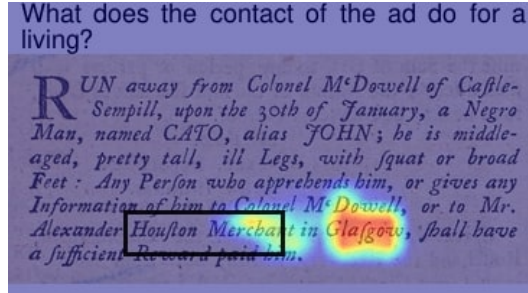 What does the contact of the ad do for a
living?
RUN away from Colonel McDowell of Caſtle-
Sempill, upon the 30th of January, a Negro
Man, named CATO, alias JOHN; he is middle-
aged, pretty tall, ill Legs, with ſquat or broad
Feet: Any Perſon who apprehends him, or gives any
Information of him to Colonel McDowell, or to Mr.
Alexander Houſton Merchant in Glaſgow, ſhall have
a ſufficient Reward paid him.